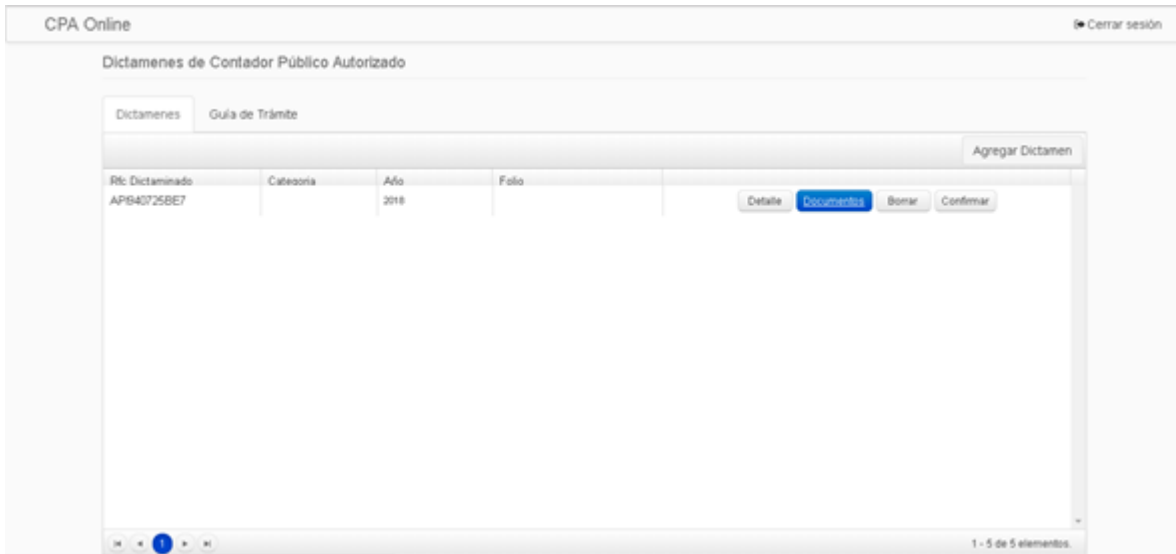 CPA Online
Cerrar sesión
Dictamenes de Contador Público Autorizado
Dictamenes Guía de Trámite
Agregar Dictamen
Rfc Dictaminado Categoria Año Folio
API940725BE7 2018 Detalle Documentos Borrar Confirmar
1 1 - 5 de 5 elementos.